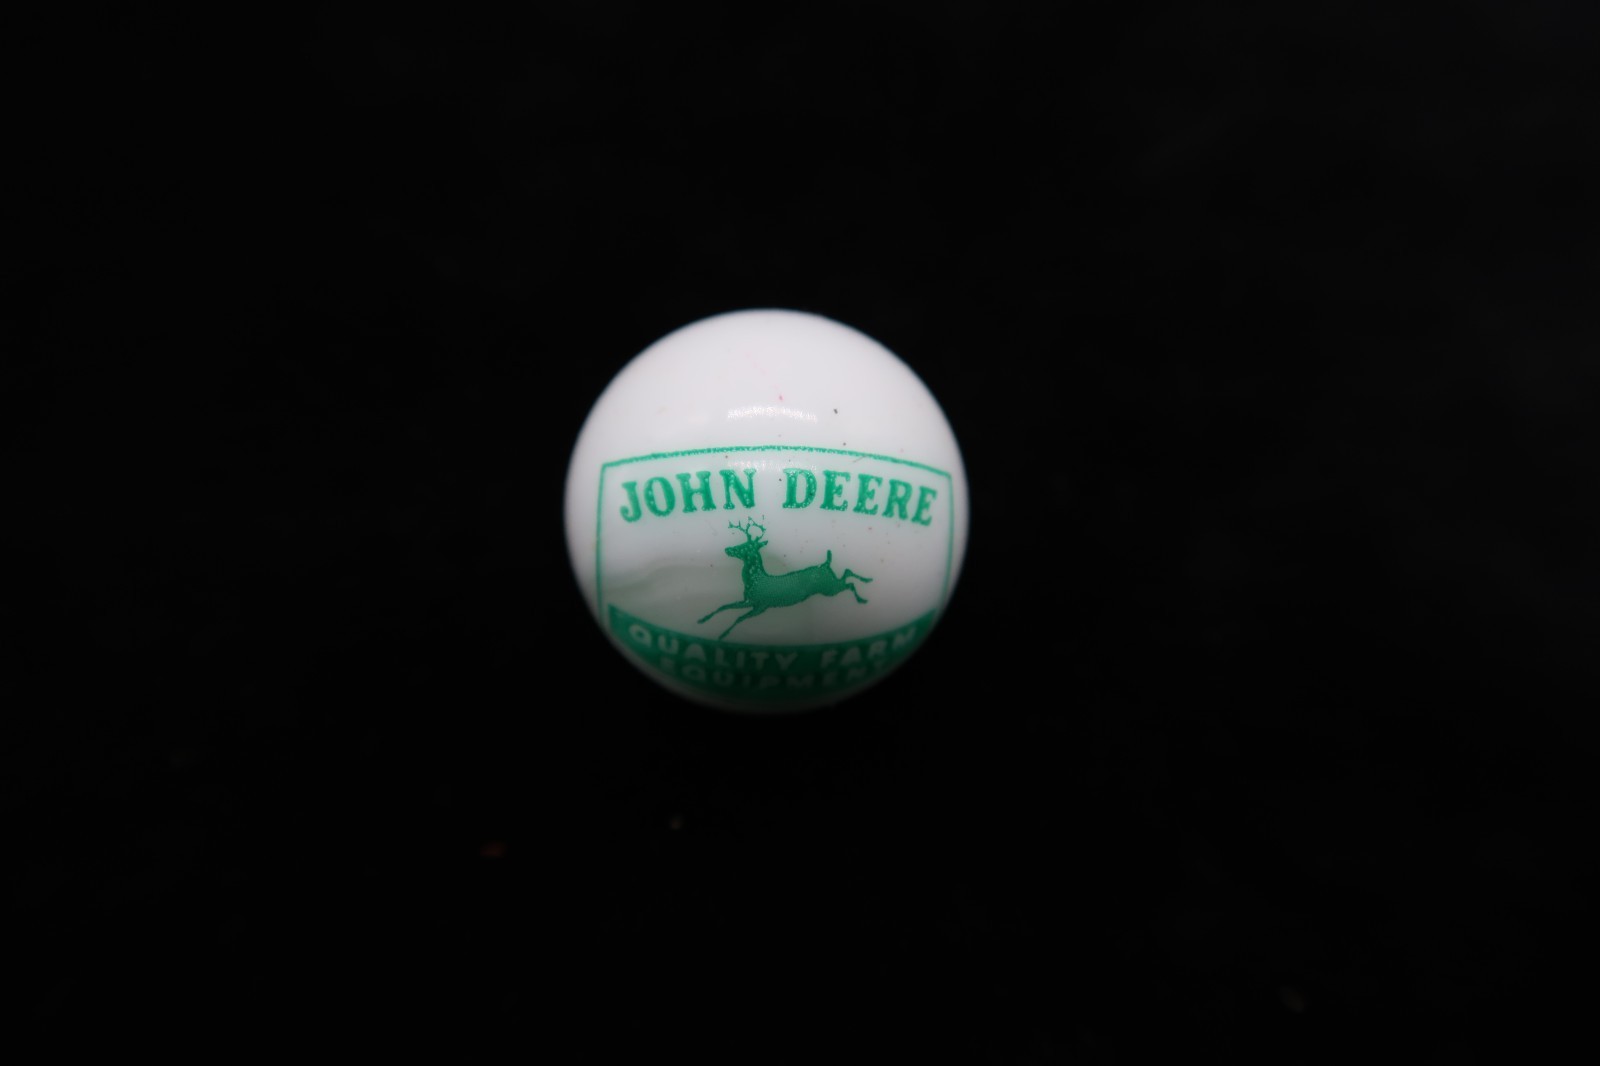 JOHN DEERE
QUALITY FARM
EQUIPMENT